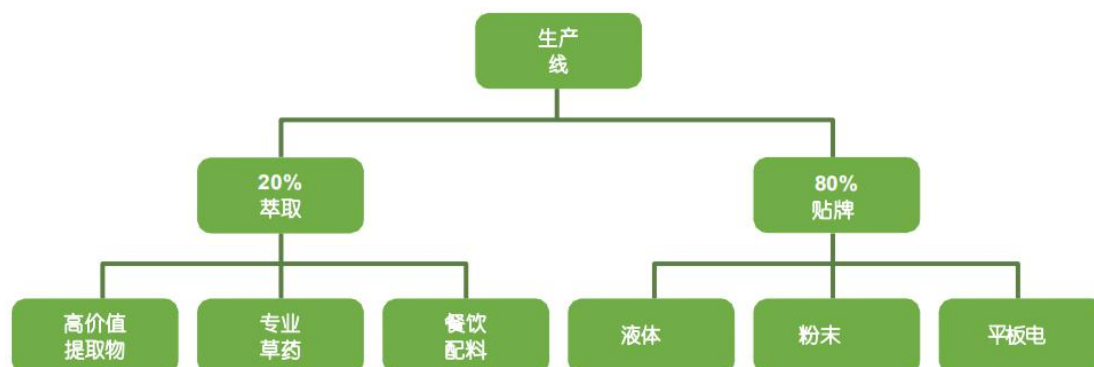 生产
线
20%
萃取
80%
贴牌
高价值
提取物
专业
草药
餐饮
配料
液体
粉末
平板电